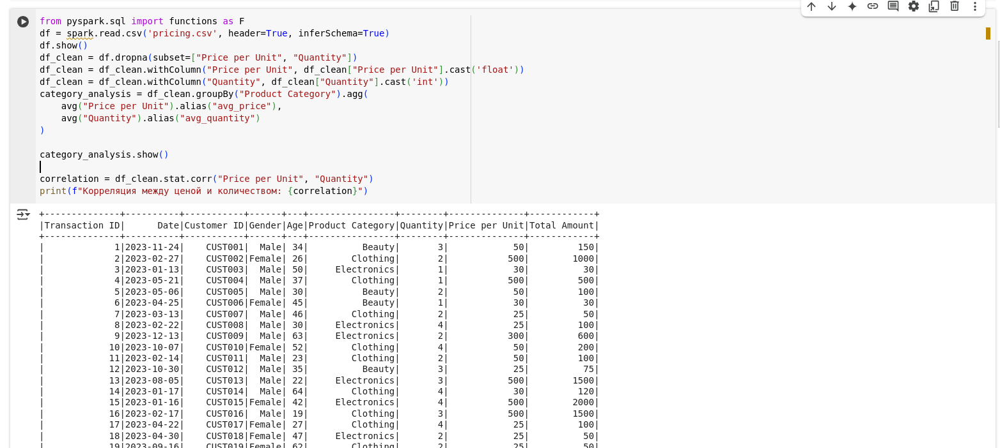 from pyspark.sql import functions as F
df = spark.read.csv('pricing.csv', header=True, inferSchema=True)
df.show()
df_clean = df.dropna(subset=["Price per Unit", "Quantity"])
df_clean = df_clean.withColumn("Price per Unit", df_clean["Price per Unit"].cast('float'))
df_clean = df_clean.withColumn("Quantity", df_clean["Quantity"].cast('int'))
category_analysis = df_clean.groupBy("Product Category").agg(
    avg("Price per Unit").alias("avg_price"),
    avg("Quantity").alias("avg_quantity")
)
category_analysis.show()
correlation = df_clean.stat.corr("Price per Unit", "Quantity")
print(f"Корреляция между ценой и количеством: {correlation}")
+--------------+----------+-----------+------+---+----------------+--------+--------------+------------+
|Transaction ID|      Date|Customer ID|Gender|Age|Product Category|Quantity|Price per Unit|Total Amount|
+--------------+----------+-----------+------+---+----------------+--------+--------------+------------+
|             1|2023-11-24|    CUST001|  Male| 34|          Beauty|       3|            50|         150|
|             2|2023-02-27|    CUST002|Female| 26|        Clothing|       2|           500|        1000|
|             3|2023-01-13|    CUST003|  Male| 50|     Electronics|       1|            30|          30|
|             4|2023-05-21|    CUST004|  Male| 37|        Clothing|       1|           500|         500|
|             5|2023-05-06|    CUST005|  Male| 30|          Beauty|       2|            50|         100|
|             6|2023-04-25|    CUST006|Female| 45|          Beauty|       1|            30|          30|
|             7|2023-03-13|    CUST007|  Male| 46|        Clothing|       2|            25|          50|
|             8|2023-02-22|    CUST008|  Male| 30|     Electronics|       4|            25|         100|
|             9|2023-12-13|    CUST009|  Male| 63|     Electronics|       2|           300|         600|
|            10|2023-10-07|    CUST010|Female| 52|        Clothing|       4|            50|         200|
|            11|2023-02-14|    CUST011|  Male| 23|        Clothing|       2|            50|         100|
|            12|2023-10-30|    CUST012|  Male| 35|          Beauty|       3|            25|          75|
|            13|2023-08-05|    CUST013|  Male| 22|     Electronics|       3|           500|        1500|
|            14|2023-01-17|    CUST014|  Male| 64|        Clothing|       4|            30|         120|
|            15|2023-01-16|    CUST015|Female| 42|     Electronics|       4|           500|        2000|
|            16|2023-02-17|    CUST016|  Male| 19|        Clothing|       3|           500|        1500|
|            17|2023-04-22|    CUST017|Female| 27|        Clothing|       4|            25|         100|
|            18|2023-04-30|    CUST018|Female| 47|     Electronics|       2|            25|          50|
|            19|2023-09-16|    CUST019|Female| 62|        Clothing|       2|            25|          50|